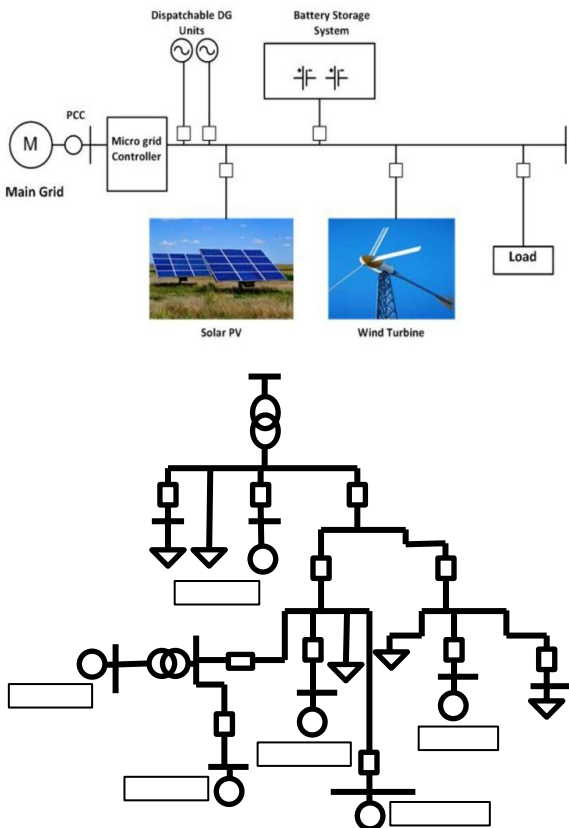 Dispatchable DG
Units
Battery Storage
System
PCC
M
Micro grid
Controller
Main Grid
Load
Solar PV
Wind Turbine